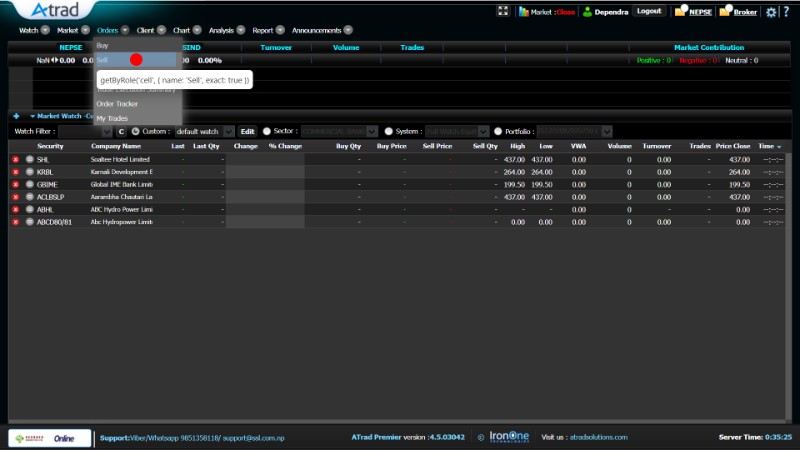 Atrad
Market :Close Dependra Logout NEPSE Broker ?
Watch Market Orders Client Chart Analysis Report Announcements
NEPSE SIND Turnover Volume Trades Market Contribution
NaN 0.00 0.0 00 0.00% Positive : 0 Negative : 0 Neutral : 0
Buy
Sell
getByRole('cell', { name: 'Sell', exact: true })
Trade Execution Summary
Order Tracker
My Trades
Market Watch
Watch Filter : C Custom : default watch Edit Sector : COMMERCIAL BANKS System : Full Watch-Equity Portfolio :
Security Company Name Last Last Qty Change % Change Buy Qty Buy Price Sell Price Sell Qty High Low VWA Volume Turnover Trades Price Close Time
SHL Soaltee Hotel Limited - - - - - - 437.00 437.00 0.00 0 0.00 - 437.00 --:--:--
KRBL Karnali Development E - - - - - - 264.00 264.00 0.00 0 0.00 - 264.00 --:--:--
GBIME Global IME Bank Limit - - - - - - 199.50 199.50 0.00 0 0.00 - 199.50 --:--:--
ACLBSLP Aarambha Chautari La - - - - - - 437.00 437.00 0.00 0 0.00 - 437.00 --:--:--
ABHL ABC Hydro Power Limi - - - - - - - - 0.00 0 0.00 - 0.00 --:--:--
ABCD80/81 Abc Hydropower Limit - - - - - - 0.00 0.00 0.00 0 0.00 - 0.00 --:--:--
Online Support:Viber/Whatsapp 9851358118/ support@ssl.com.np ATrad Premier version :4.5.03042 © IronOne TECHNOLOGIES Visit us : atradsolutions.com Server Time: 0:35:25